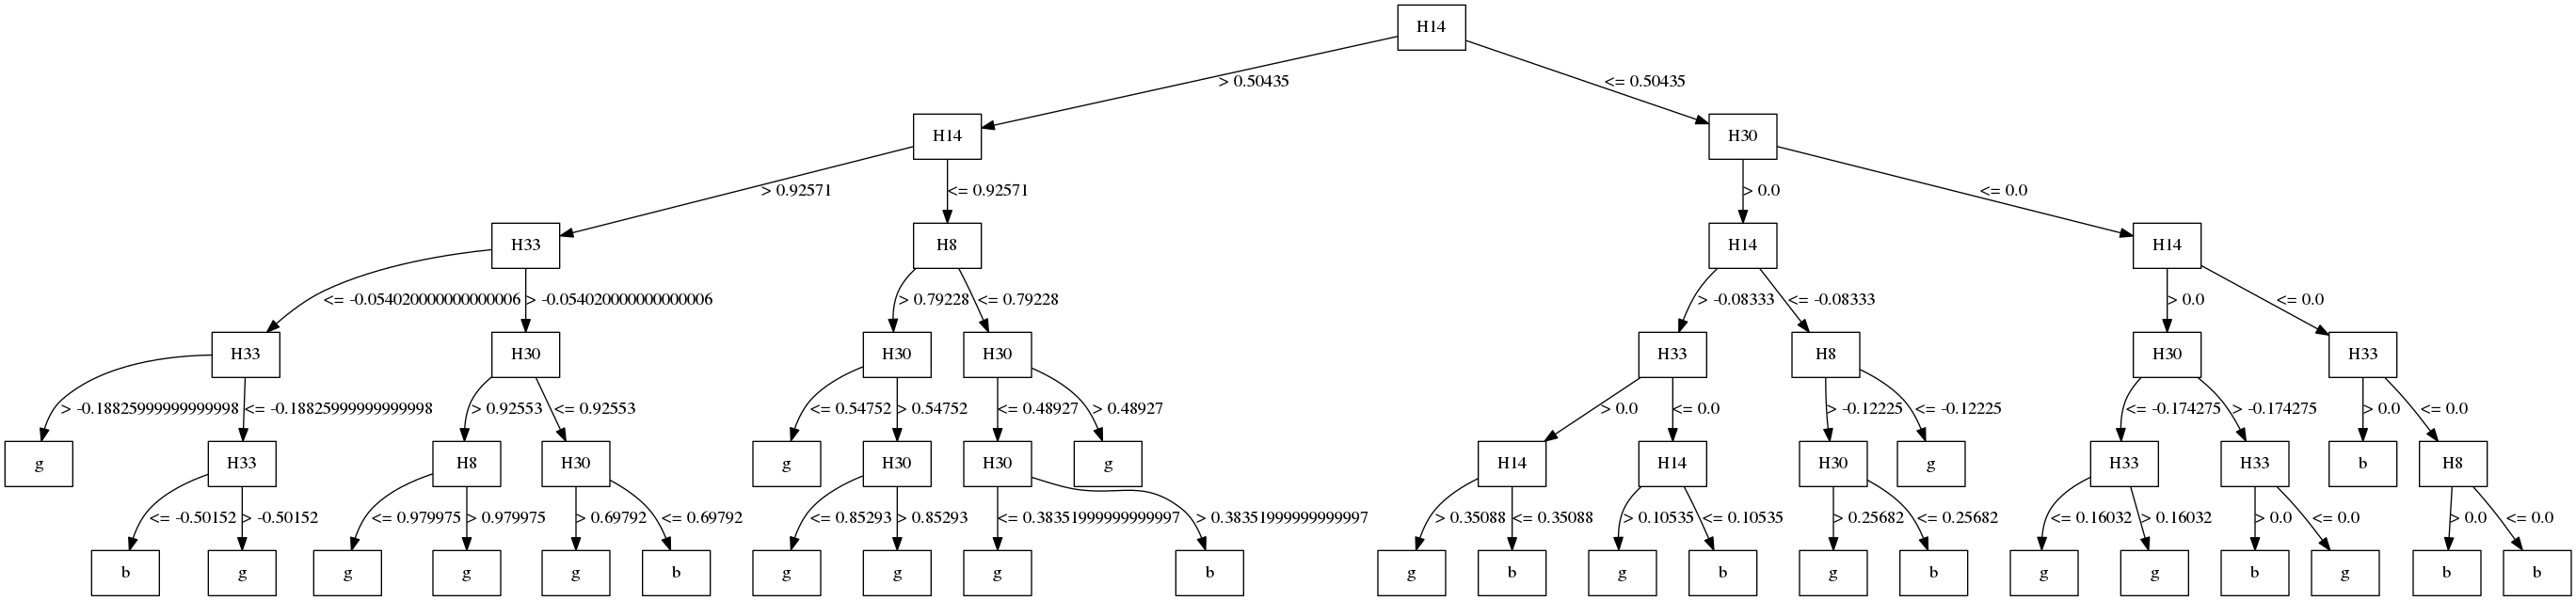 H14
> 0.50435
<= 0.50435
H14
H30
> 0.92571
<= 0.92571
> 0.0
<= 0.0
H33
H8
H14
H14
<= -0.054020000000000006
> -0.054020000000000006
> 0.79228
<= 0.79228
> -0.08333
<= -0.08333
> 0.0
<= 0.0
H33
H30
H30
H30
H33
H8
H30
H33
> -0.18825999999999998
<= -0.18825999999999998
> 0.92553
<= 0.92553
<= 0.54752
> 0.54752
<= 0.48927
> 0.48927
> 0.0
<= 0.0
> -0.12225
<= -0.12225
<= -0.174275
> -0.174275
> 0.0
<= 0.0
g
H33
H8
H30
g
H30
H30
g
H14
H14
H30
g
H33
H33
b
H8
<= -0.50152
> -0.50152
<= 0.979975
> 0.979975
> 0.69792
<= 0.69792
<= 0.85293
> 0.85293
<= 0.38351999999999997
> 0.38351999999999997
> 0.35088
<= 0.35088
> 0.10535
<= 0.10535
> 0.25682
<= 0.25682
<= 0.16032
> 0.16032
> 0.0
<= 0.0
> 0.0
<= 0.0
b
g
g
g
g
b
g
g
g
b
g
b
g
b
g
b
g
g
b
g
b
b